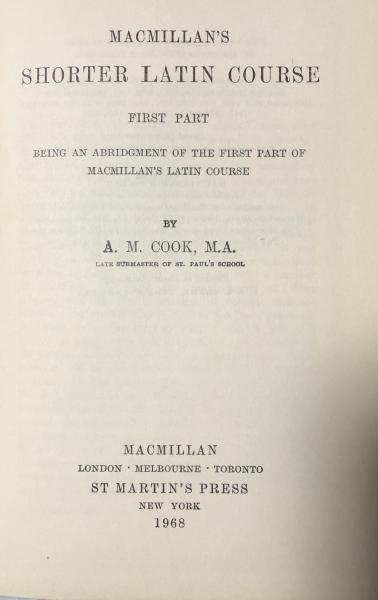 MACMILLAN'S
SHORTER LATIN COURSE
FIRST PART
BEING AN ABRIDGMENT OF THE FIRST PART OF
MACMILLAN'S LATIN COURSE
BY
A. M. COOK, M.A.
LATE SURMASTER OF ST. PAUL'S SCHOOL
MACMILLAN
LONDON · MELBOURNE · TORONTO
ST MARTIN'S PRESS
NEW YORK
1968